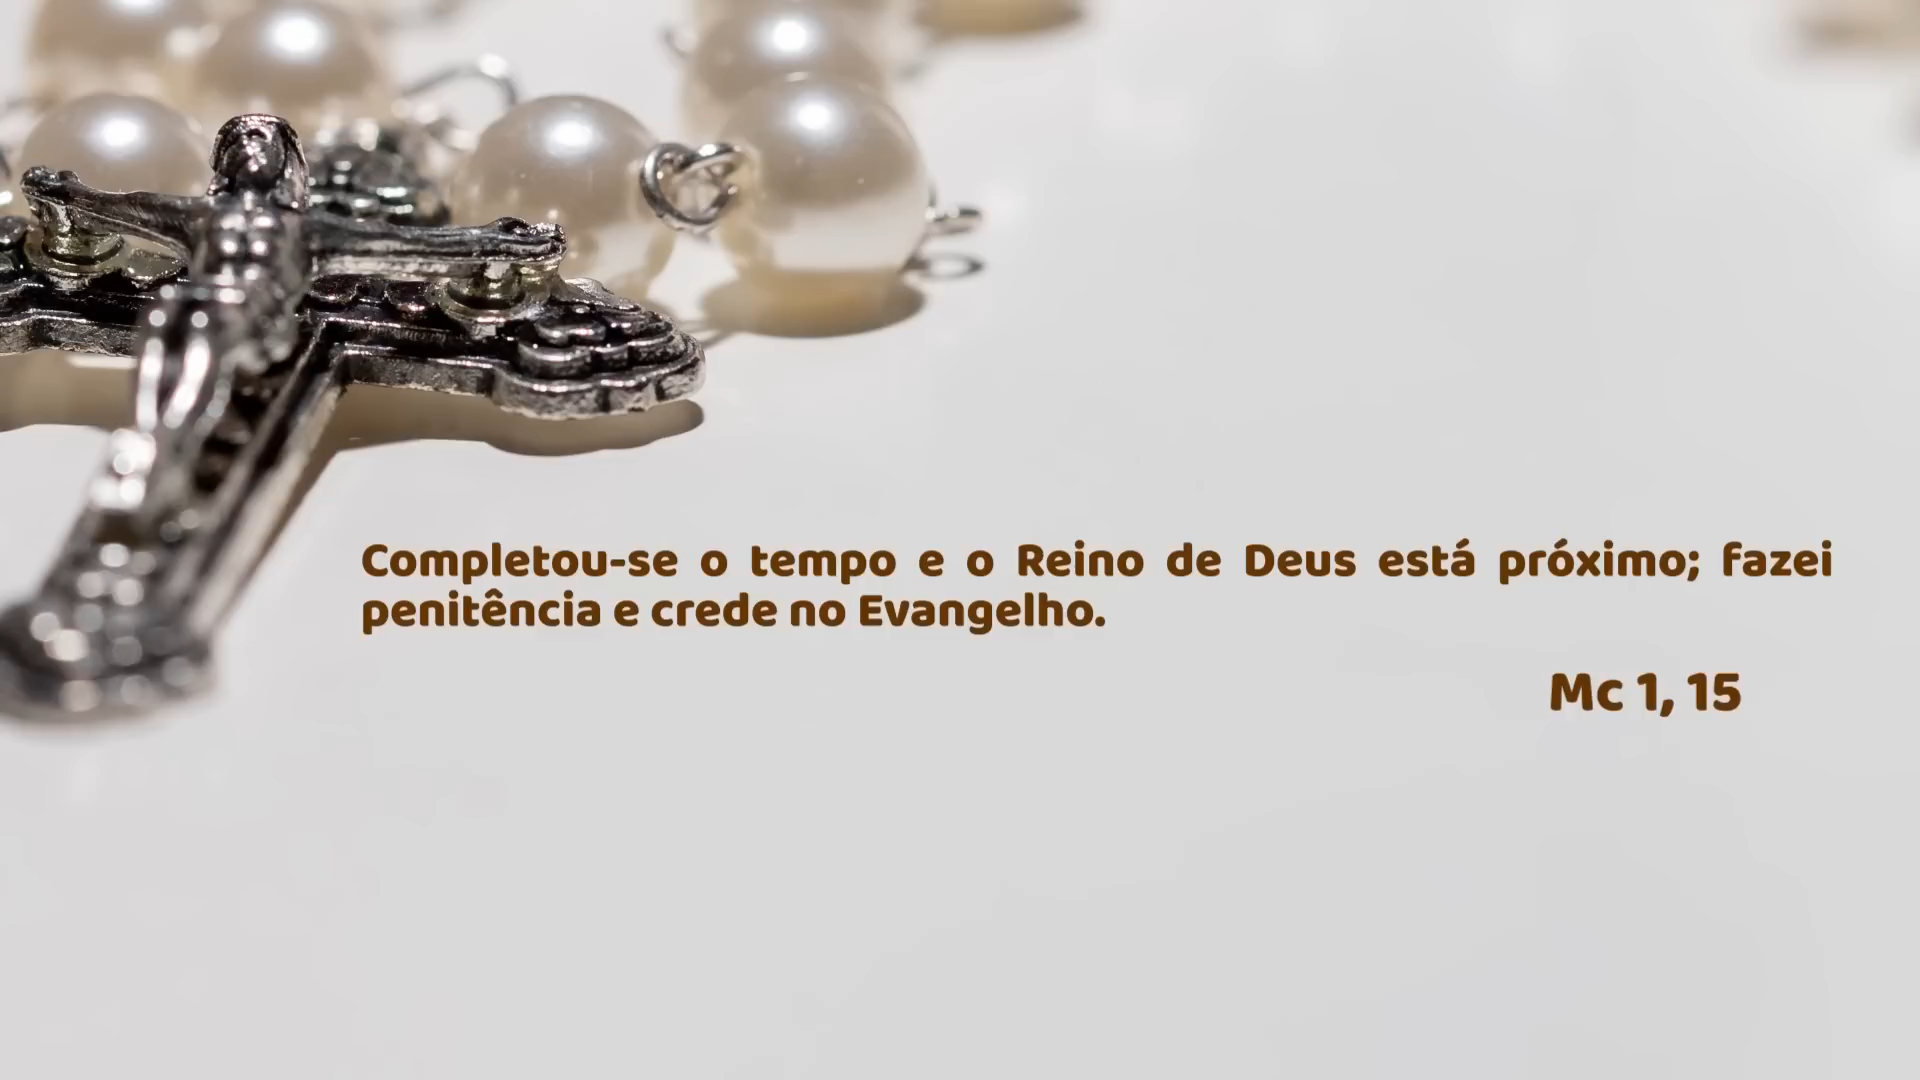 Completou-se o tempo e o Reino de Deus está próximo; fazei
penitência e crede no Evangelho.
Mc 1, 15